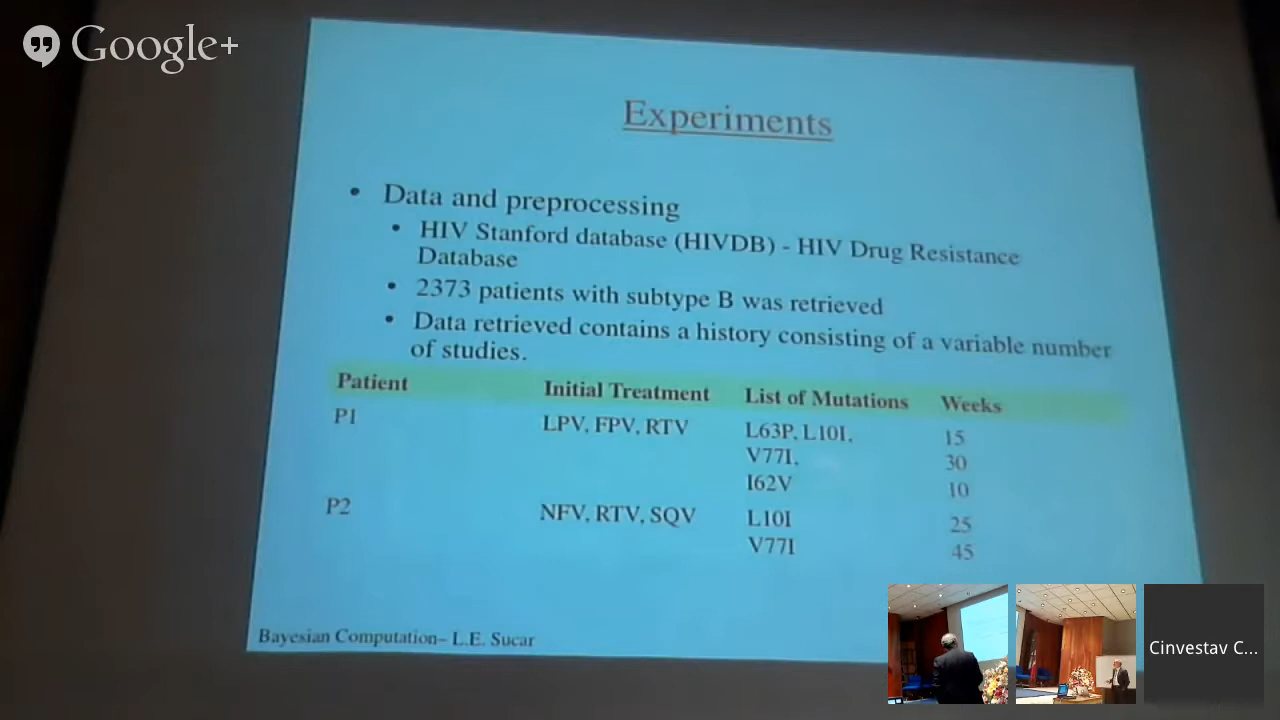 Google+
Experiments
• Data and preprocessing
• HIV Stanford database (HIVDB) - HIV Drug Resistance
Database
• 2373 patients with subtype B was retrieved
• Data retrieved contains a history consisting of a variable number
of studies.
Patient Initial Treatment List of Mutations Weeks
P1 LPV, FPV, RTV L63P, L10I, 15
V77I, 30
I62V 10
P2 NFV, RTV, SQV L10I 25
V77I 45
Bayesian Computation– L.E. Sucar
Cinvestav C...